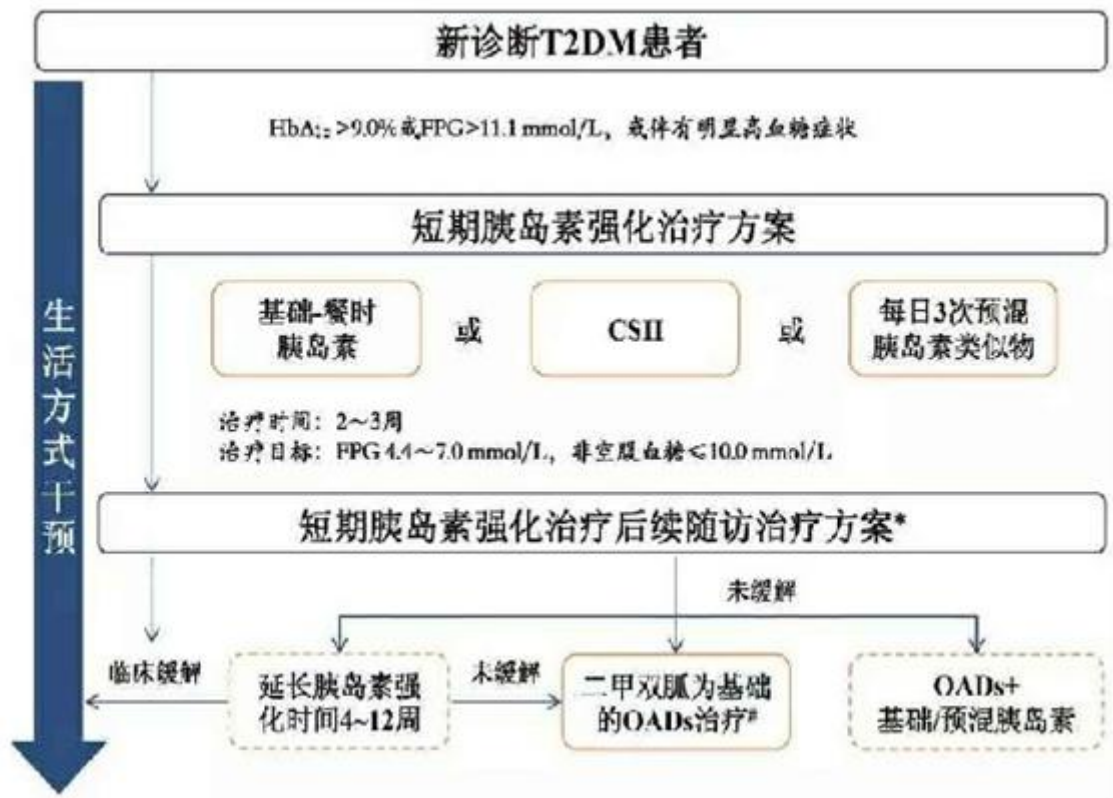 新诊断T2DM患者
HbA₁c>9.0%或FPG>11.1 mmol/L，或伴有明显高血糖症状
短期胰岛素强化治疗方案
基础-餐时
胰岛素
或
CSII
或
每日3次预混
胰岛素类似物
治疗时间：2～3周
治疗目标：FPG 4.4～7.0 mmol/L，非空腹血糖≤10.0 mmol/L
短期胰岛素强化治疗后续随访治疗方案*
未缓解
临床缓解
延长胰岛素强
化时间4~12周
未缓解
二甲双胍为基础
的OADs治疗#
OADs+
基础/预混胰岛素
生活方式干预